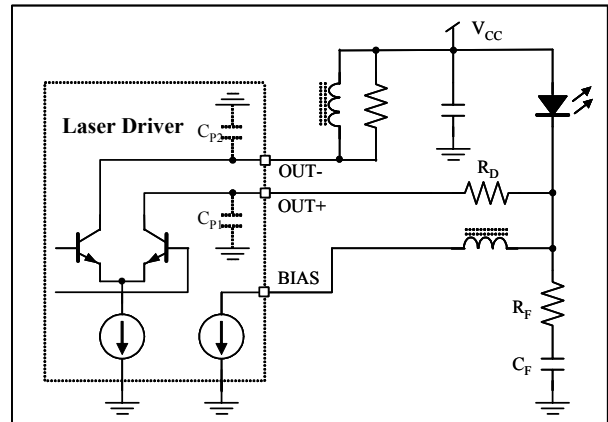 V_CC
Laser Driver
C_P2
OUT-
R_D
OUT+
C_P1
BIAS
R_F
C_F